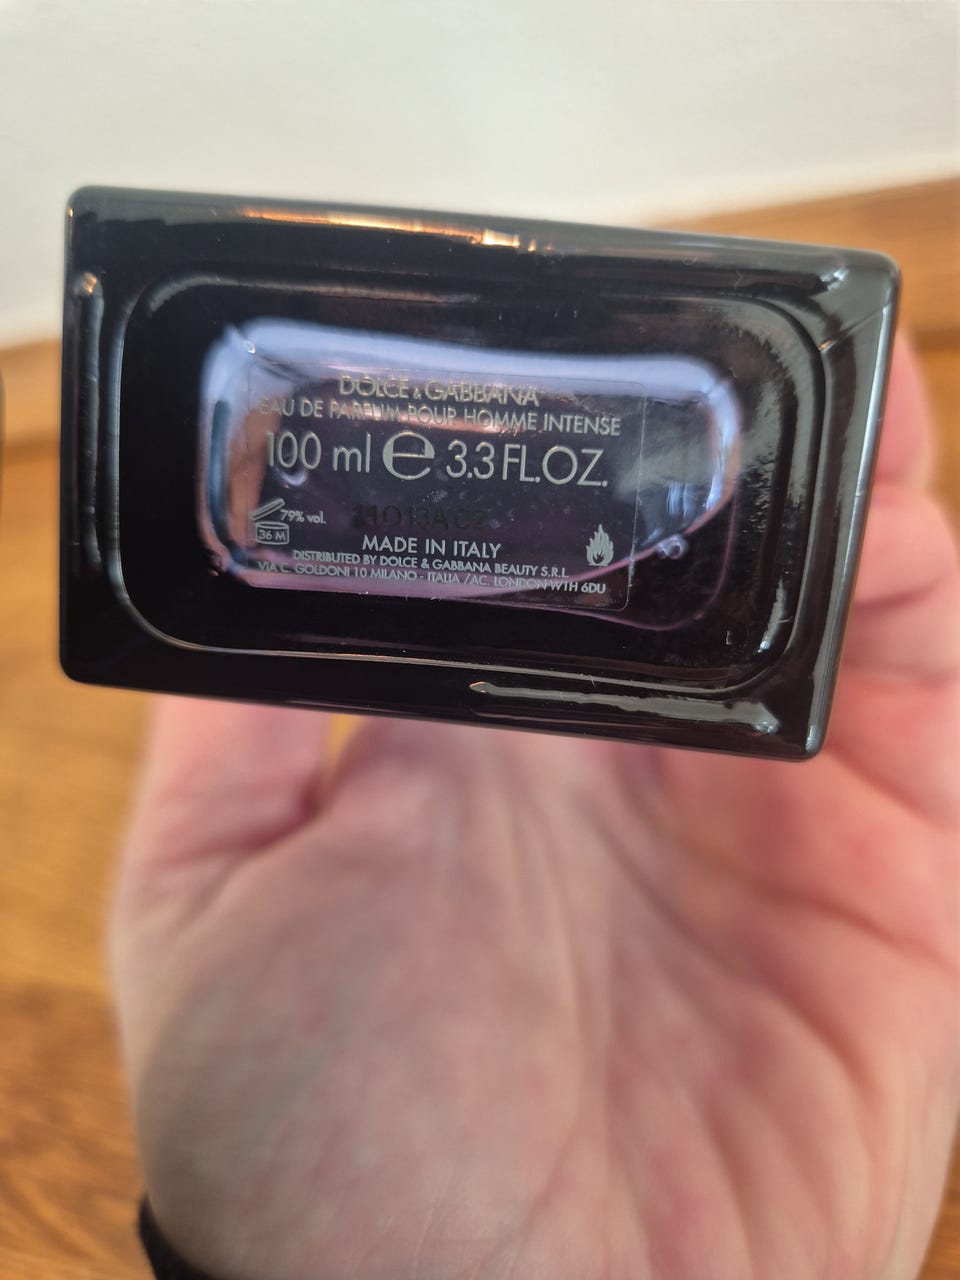 DOLCE & GABBANA
EAU DE PARFUM POUR HOMME INTENSE
100 ml ℮ 3.3 FL.OZ.
79% vol.
36 M
MADE IN ITALY
DISTRIBUTED BY DOLCE & GABBANA BEAUTY S.R.L
VIA C. GOLDONI 10 MILANO - ITALIA /AC. LONDON W1H 6DU